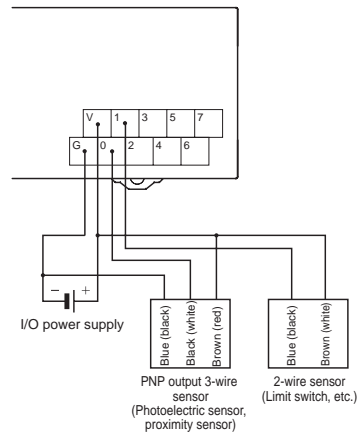 V 1 3 5 7
G 0 2 4 6
− +
I/O power supply
Blue (black)
Black (white)
Brown (red)
Blue (black)
Brown (white)
PNP output 3-wire
sensor
(Photoelectric sensor,
proximity sensor)
2-wire sensor
(Limit switch, etc.)